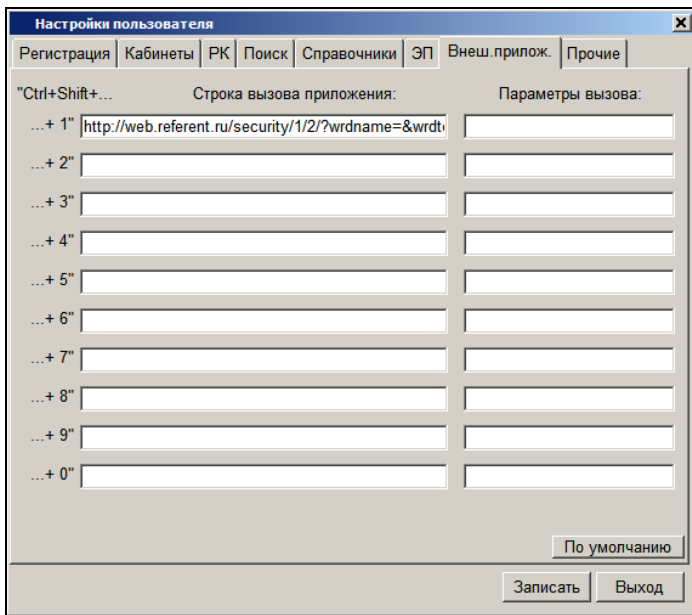 Настройки пользователя
Регистрация Кабинеты РК Поиск Справочники ЭП Внеш.прилож. Прочие
"Ctrl+Shift+... Строка вызова приложения: Параметры вызова:
...+ 1" http://web.referent.ru/security/1/2/?wrdname=&wrdt
...+ 2"
...+ 3"
...+ 4"
...+ 5"
...+ 6"
...+ 7"
...+ 8"
...+ 9"
...+ 0"
По умолчанию
Записать Выход